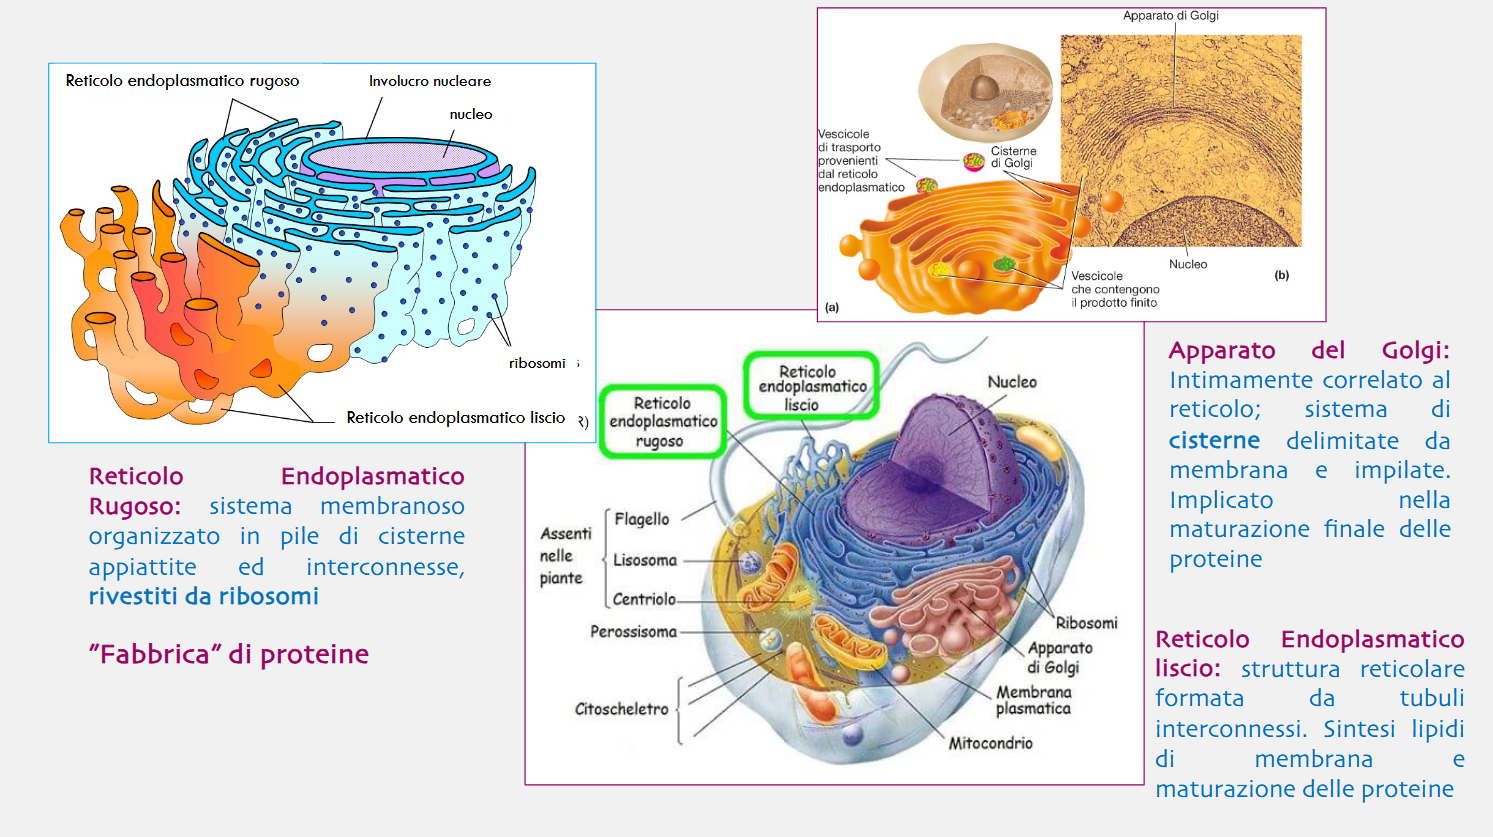 Reticolo endoplasmatico rugoso
Involucro nucleare
nucleo
ribosomi
Reticolo endoplasmatico liscio
R)
Apparato di Golgi
Vescicole
di trasporto
provenienti
dal reticolo
endoplasmatico
Cisterne
di Golgi
Nucleo
(b)
Vescicole
che contengono
il prodotto finito
(a)
Reticolo Endoplasmatico
Rugoso: sistema membranoso
organizzato in pile di cisterne
appiattite ed interconnesse,
rivestiti da ribosomi
"Fabbrica" di proteine
Reticolo
endoplasmatico
liscio
Reticolo
endoplasmatico
rugoso
Nucleo
Assenti
nelle
piante
Flagello
Lisosoma
Centriolo
Perossisoma
Citoscheletro
Ribosomi
Apparato
di Golgi
Membrana
plasmatica
Mitocondrio
Apparato del Golgi:
Intimamente correlato al
reticolo; sistema di
cisterne delimitate da
membrana e impilate.
Implicato nella
maturazione finale delle
proteine
Reticolo Endoplasmatico
liscio: struttura reticolare
formata da tubuli
interconnessi. Sintesi lipidi
di membrana e
maturazione delle proteine